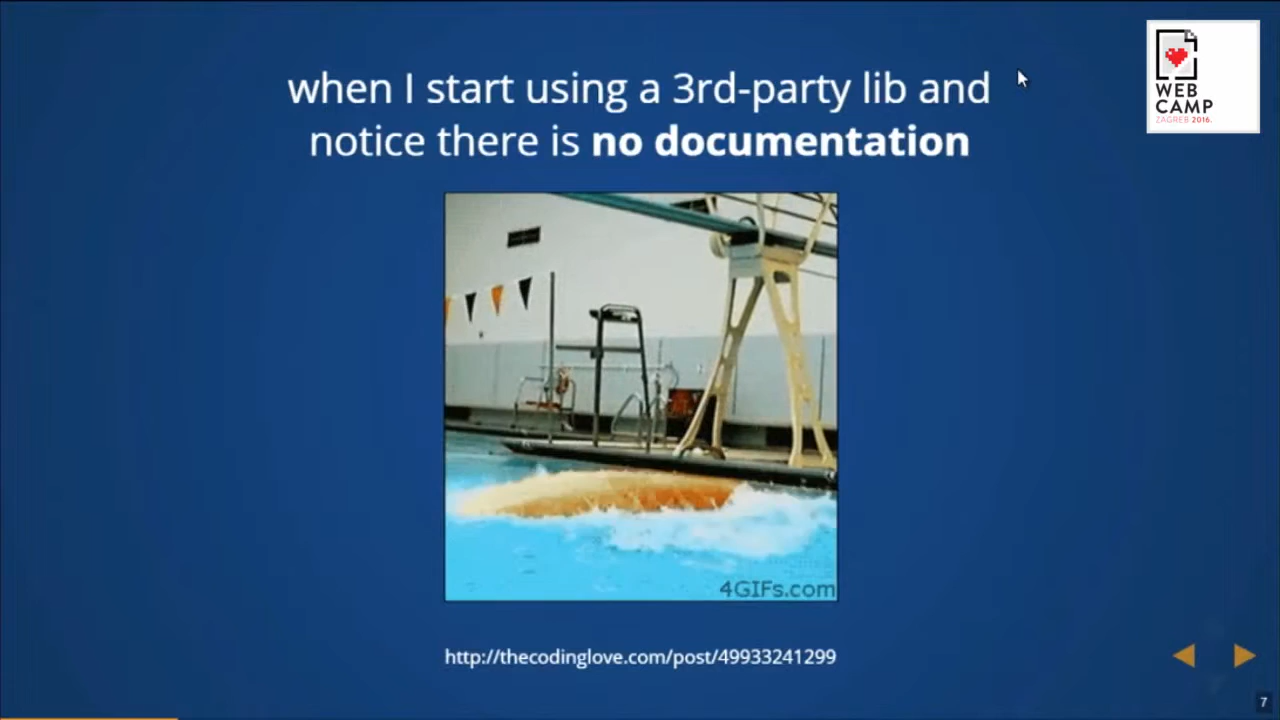 when I start using a 3rd-party lib and
notice there is no documentation
WEB
CAMP
ZAGREB 2016.
4GIFs.com
http://thecodinglove.com/post/49933241299
7